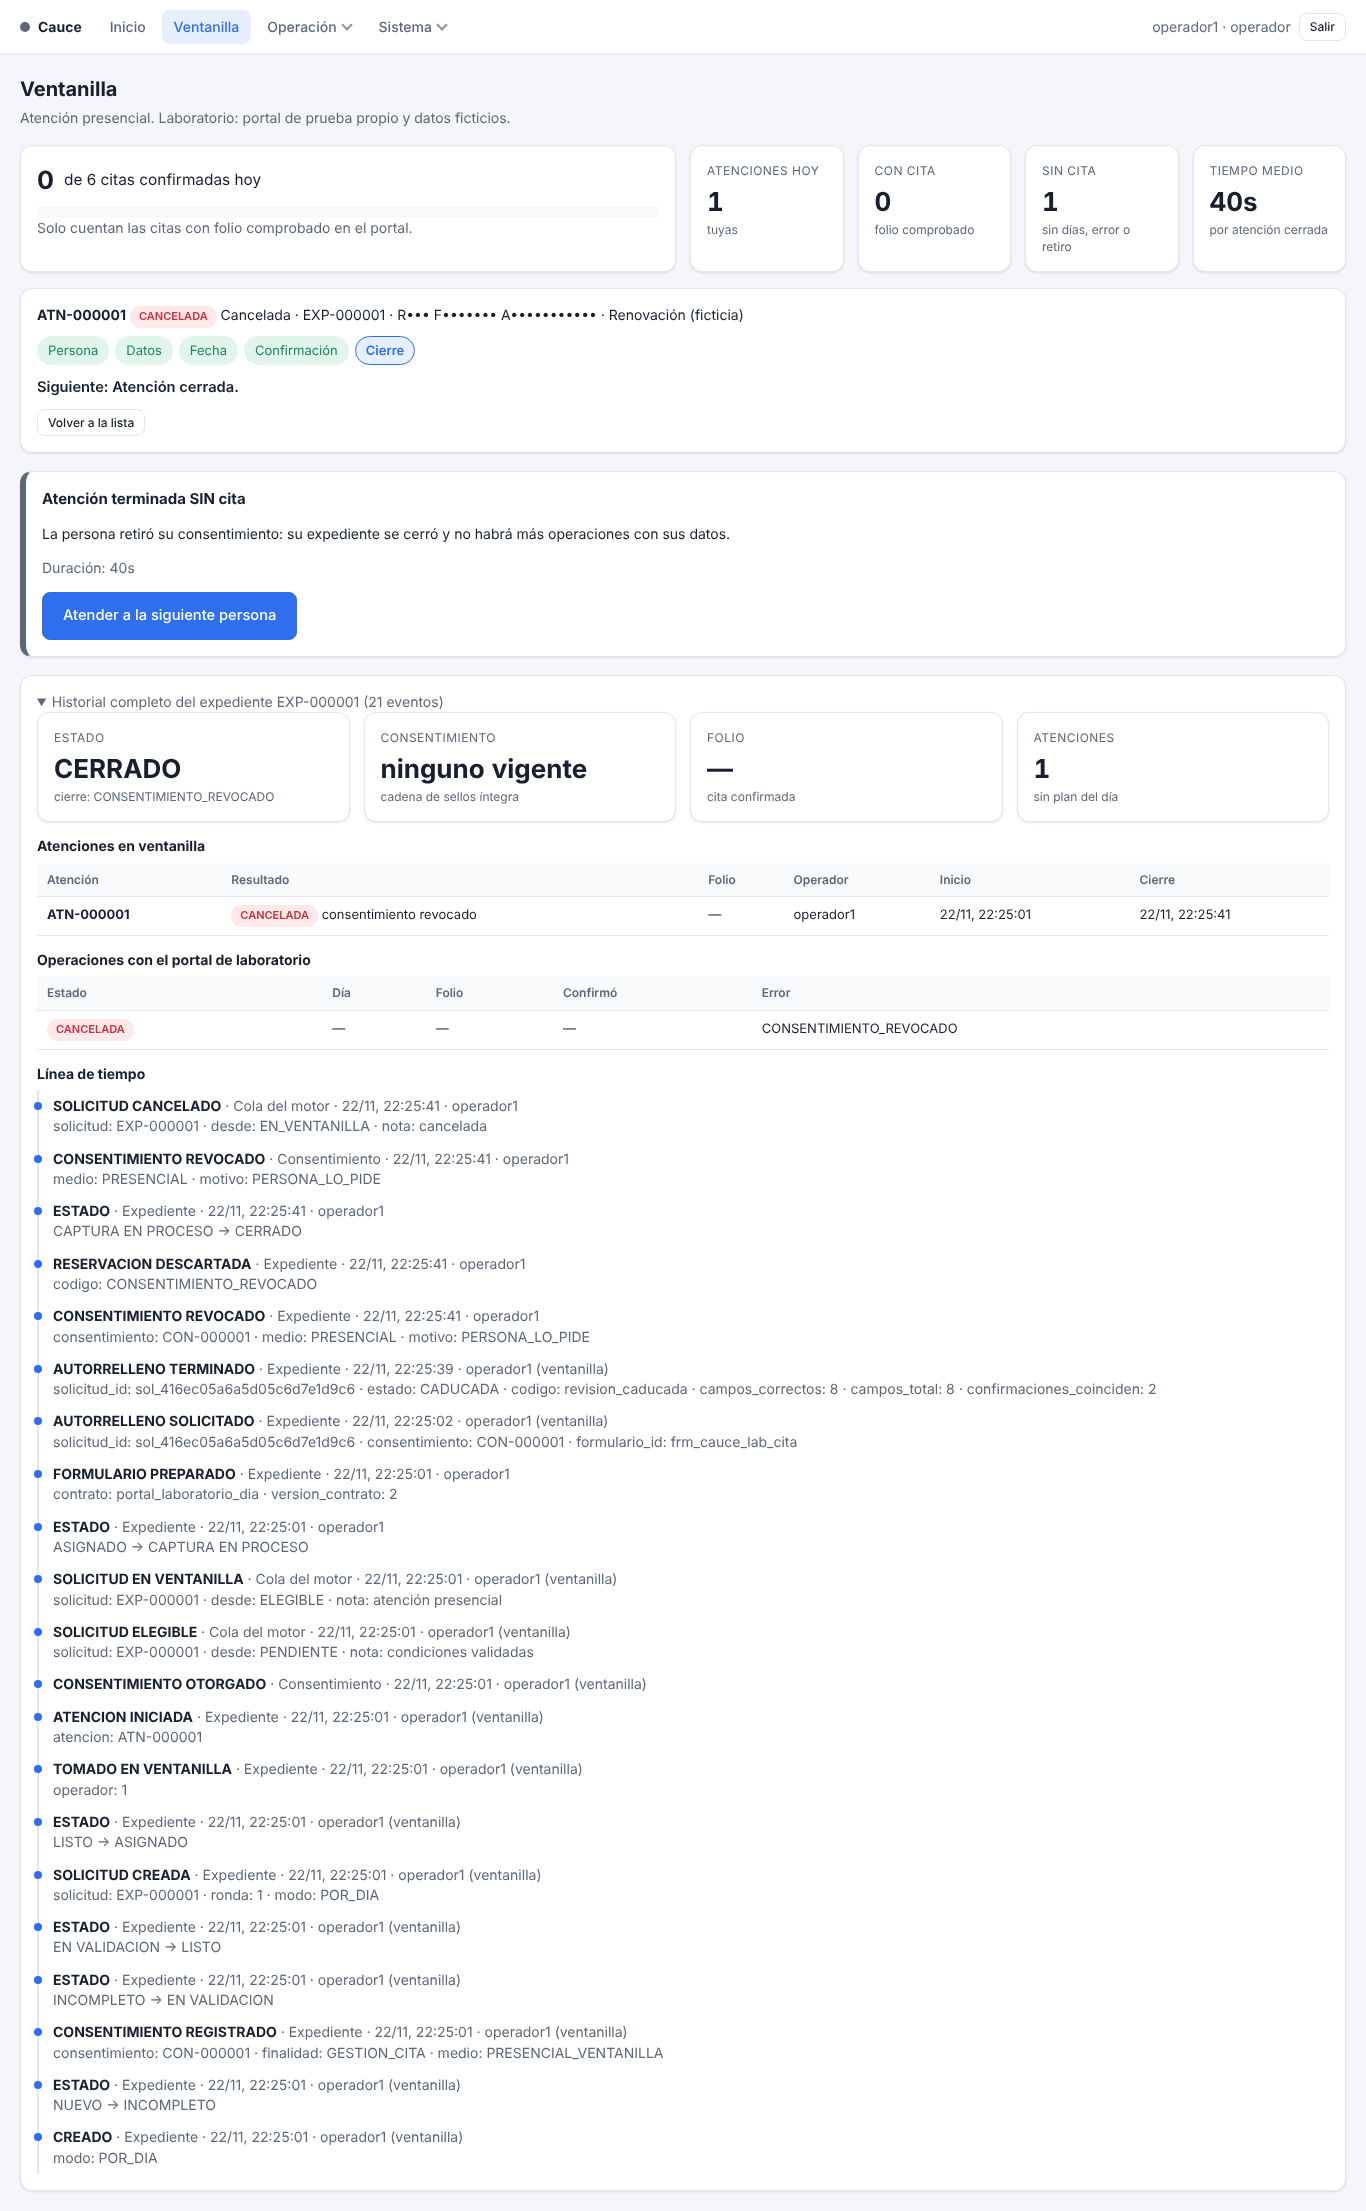 Cauce Inicio Ventanilla Operación Sistema operador1 · operador Salir
Ventanilla
Atención presencial. Laboratorio: portal de prueba propio y datos ficticios.
0 de 6 citas confirmadas hoy
Solo cuentan las citas con folio comprobado en el portal.
ATENCIONES HOY
1
tuyas
CON CITA
0
folio comprobado
SIN CITA
1
sin días, error o
retiro
TIEMPO MEDIO
40s
por atención cerrada
ATN-000001 CANCELADA Cancelada · EXP-000001 · R••• F••••••• A••••••••••• · Renovación (ficticia)
Persona Datos Fecha Confirmación Cierre
Siguiente: Atención cerrada.
Volver a la lista
Atención terminada SIN cita
La persona retiró su consentimiento: su expediente se cerró y no habrá más operaciones con sus datos.
Duración: 40s
Atender a la siguiente persona
▼ Historial completo del expediente EXP-000001 (21 eventos)
ESTADO
CERRADO
cierre: CONSENTIMIENTO_REVOCADO
CONSENTIMIENTO
ninguno vigente
cadena de sellos íntegra
FOLIO
—
cita confirmada
ATENCIONES
1
sin plan del día
Atenciones en ventanilla
Atención Resultado Folio Operador Inicio Cierre
ATN-000001 CANCELADA consentimiento revocado — operador1 22/11, 22:25:01 22/11, 22:25:41
Operaciones con el portal de laboratorio
Estado Día Folio Confirmó Error
CANCELADA — — — CONSENTIMIENTO_REVOCADO
Línea de tiempo
SOLICITUD CANCELADO · Cola del motor · 22/11, 22:25:41 · operador1
solicitud: EXP-000001 · desde: EN_VENTANILLA · nota: cancelada
CONSENTIMIENTO REVOCADO · Consentimiento · 22/11, 22:25:41 · operador1
medio: PRESENCIAL · motivo: PERSONA_LO_PIDE
ESTADO · Expediente · 22/11, 22:25:41 · operador1
CAPTURA EN PROCESO → CERRADO
RESERVACION DESCARTADA · Expediente · 22/11, 22:25:41 · operador1
codigo: CONSENTIMIENTO_REVOCADO
CONSENTIMIENTO REVOCADO · Expediente · 22/11, 22:25:41 · operador1
consentimiento: CON-000001 · medio: PRESENCIAL · motivo: PERSONA_LO_PIDE
AUTORRELLENO TERMINADO · Expediente · 22/11, 22:25:39 · operador1 (ventanilla)
solicitud_id: sol_416ec05a6a5d05c6d7e1d9c6 · estado: CADUCADA · codigo: revision_caducada · campos_correctos: 8 · campos_total: 8 · confirmaciones_coinciden: 2
AUTORRELLENO SOLICITADO · Expediente · 22/11, 22:25:02 · operador1 (ventanilla)
solicitud_id: sol_416ec05a6a5d05c6d7e1d9c6 · consentimiento: CON-000001 · formulario_id: frm_cauce_lab_cita
FORMULARIO PREPARADO · Expediente · 22/11, 22:25:01 · operador1
contrato: portal_laboratorio_dia · version_contrato: 2
ESTADO · Expediente · 22/11, 22:25:01 · operador1
ASIGNADO → CAPTURA EN PROCESO
SOLICITUD EN VENTANILLA · Cola del motor · 22/11, 22:25:01 · operador1 (ventanilla)
solicitud: EXP-000001 · desde: ELEGIBLE · nota: atención presencial
SOLICITUD ELEGIBLE · Cola del motor · 22/11, 22:25:01 · operador1 (ventanilla)
solicitud: EXP-000001 · desde: PENDIENTE · nota: condiciones validadas
CONSENTIMIENTO OTORGADO · Consentimiento · 22/11, 22:25:01 · operador1 (ventanilla)
ATENCION INICIADA · Expediente · 22/11, 22:25:01 · operador1 (ventanilla)
atencion: ATN-000001
TOMADO EN VENTANILLA · Expediente · 22/11, 22:25:01 · operador1 (ventanilla)
operador: 1
ESTADO · Expediente · 22/11, 22:25:01 · operador1 (ventanilla)
LISTO → ASIGNADO
SOLICITUD CREADA · Expediente · 22/11, 22:25:01 · operador1 (ventanilla)
solicitud: EXP-000001 · ronda: 1 · modo: POR_DIA
ESTADO · Expediente · 22/11, 22:25:01 · operador1 (ventanilla)
EN VALIDACION → LISTO
ESTADO · Expediente · 22/11, 22:25:01 · operador1 (ventanilla)
INCOMPLETO → EN VALIDACION
CONSENTIMIENTO REGISTRADO · Expediente · 22/11, 22:25:01 · operador1 (ventanilla)
consentimiento: CON-000001 · finalidad: GESTION_CITA · medio: PRESENCIAL_VENTANILLA
ESTADO · Expediente · 22/11, 22:25:01 · operador1 (ventanilla)
NUEVO → INCOMPLETO
CREADO · Expediente · 22/11, 22:25:01 · operador1 (ventanilla)
modo: POR_DIA